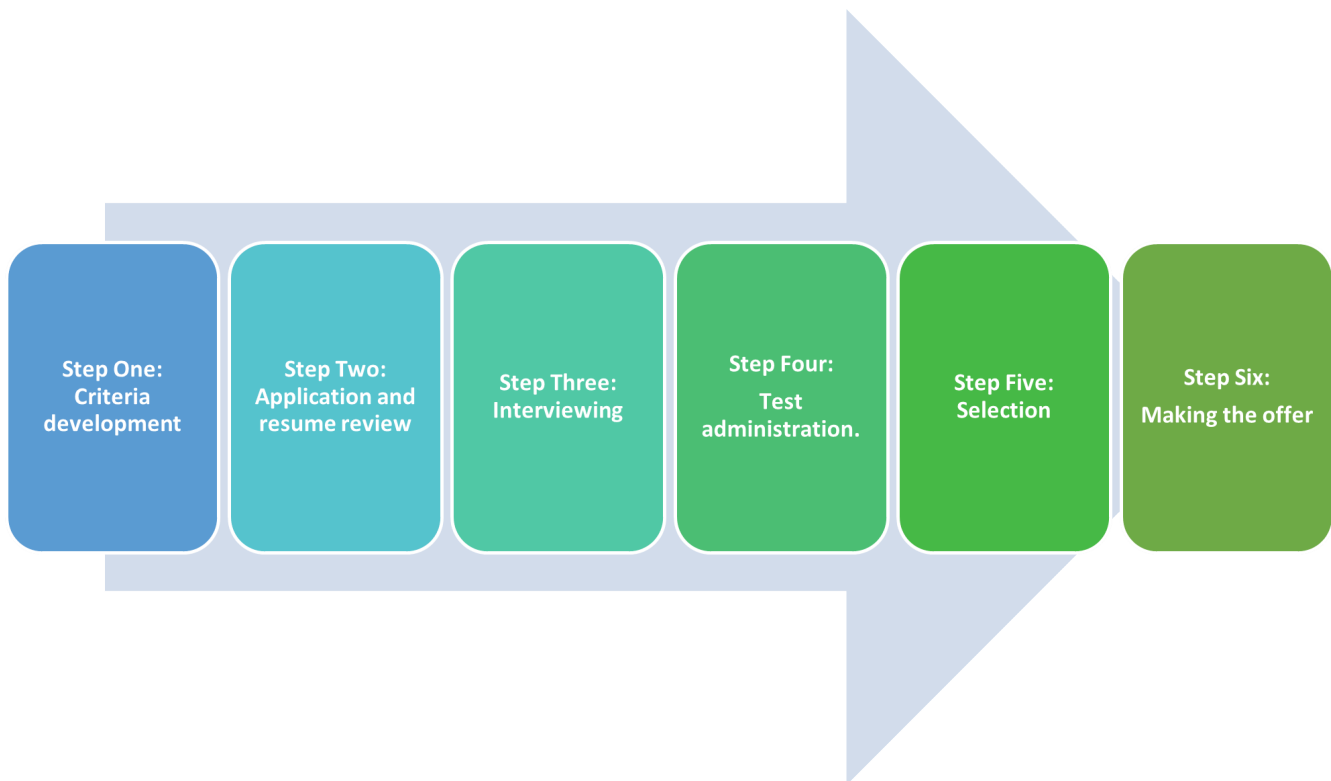 Step One:
Criteria
development
Step Two:
Application and
resume review
Step Three:
Interviewing
Step Four:
Test
administration.
Step Five:
Selection
Step Six:
Making the offer